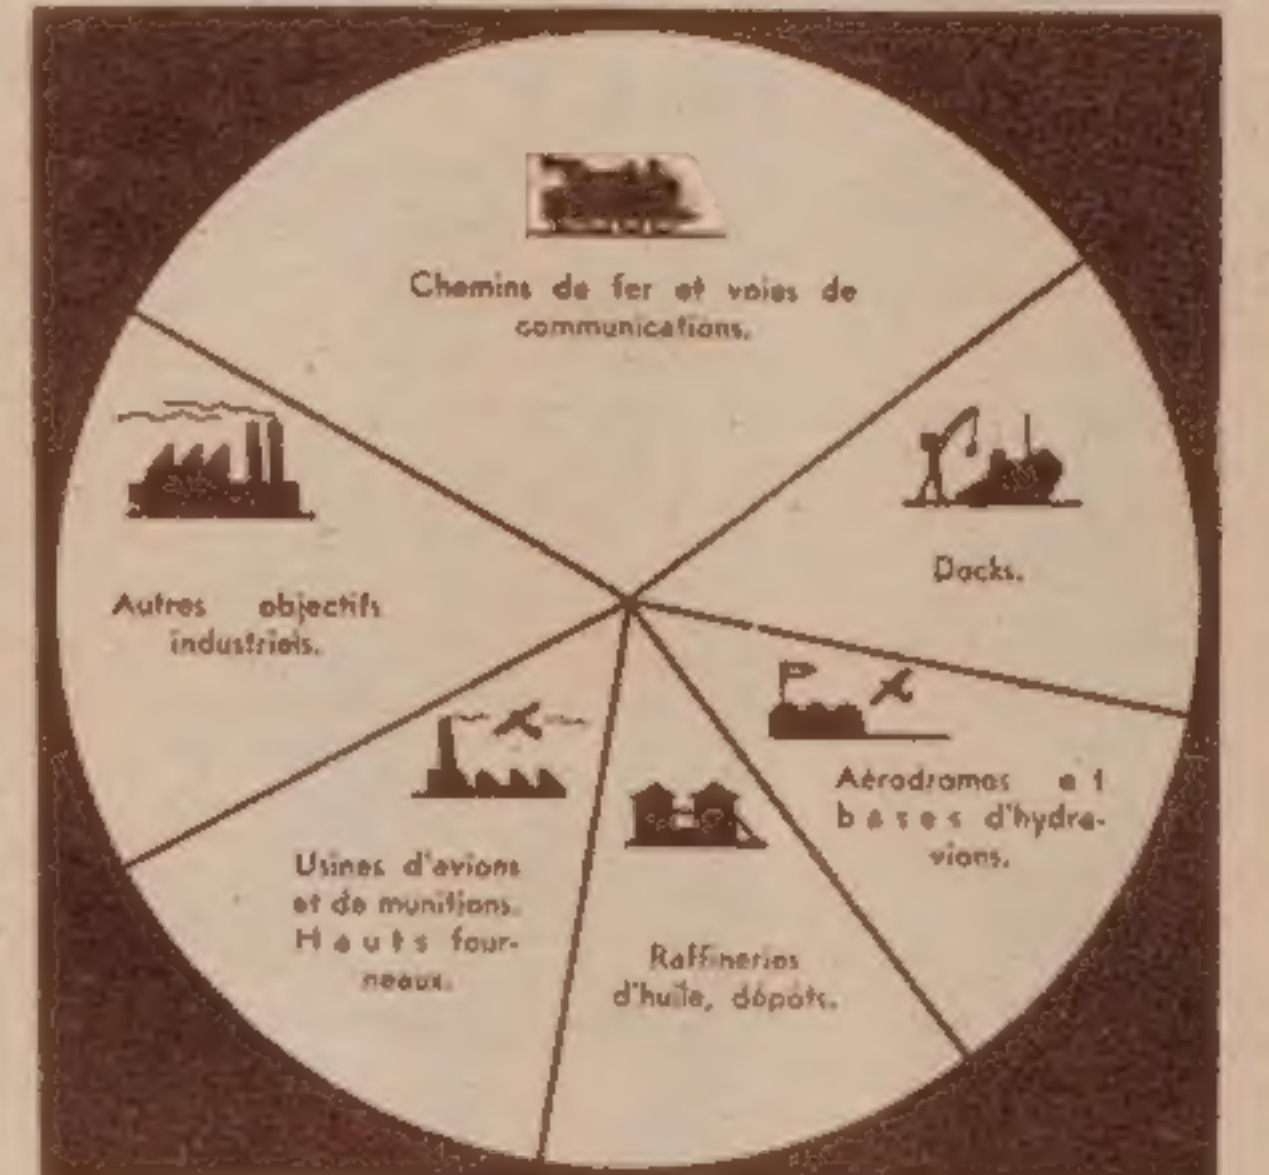 Chemins de fer et voies de
communications.
Docks.
Autres objectifs
industriels.
Aérodromes et
bases d'hydra-
vions.
Usines d'avions
et de munitions.
Hauts four-
neaux.
Raffineries
d'huile, dépôts.